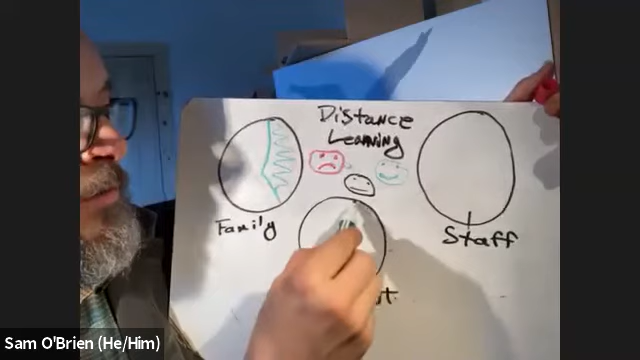 Distance
Learning
Family
Staff
Sam O'Brien (He/Him)